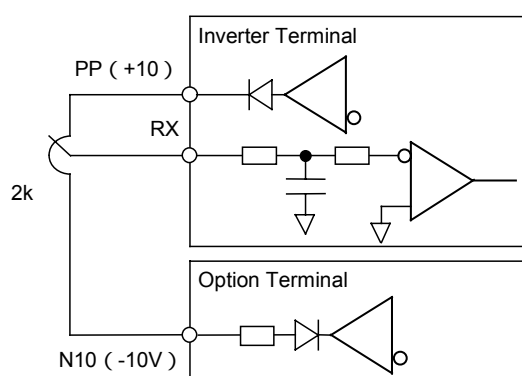 Inverter Terminal
PP ( +10)
RX
2k
Option Terminal
N10 ( -10V )